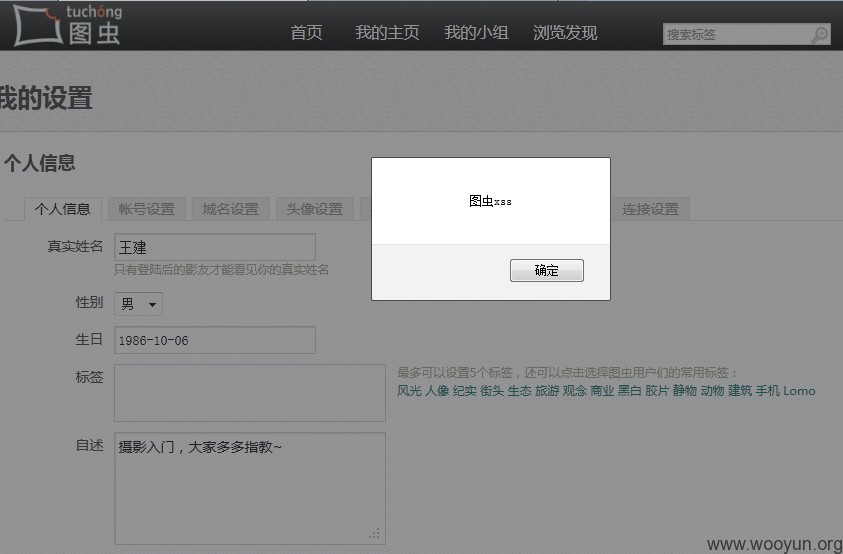 tuchóng
图虫
首页 我的主页 我的小组 浏览发现
搜索标签
我的设置
个人信息
个人信息 帐号设置 域名设置 头像设置 连接设置
图虫xss
确定
真实姓名 王建
只有登陆后的影友才能看见你的真实姓名
性别 男
生日 1986-10-06
标签
最多可以设置5个标签，还可以点击选择图虫用户们的常用标签：
风光 人像 纪实 街头 生态 旅游 观念 商业 黑白 胶片 静物 动物 建筑 手机 Lomo
自述 摄影入门，大家多多指教~
www.wooyun.org